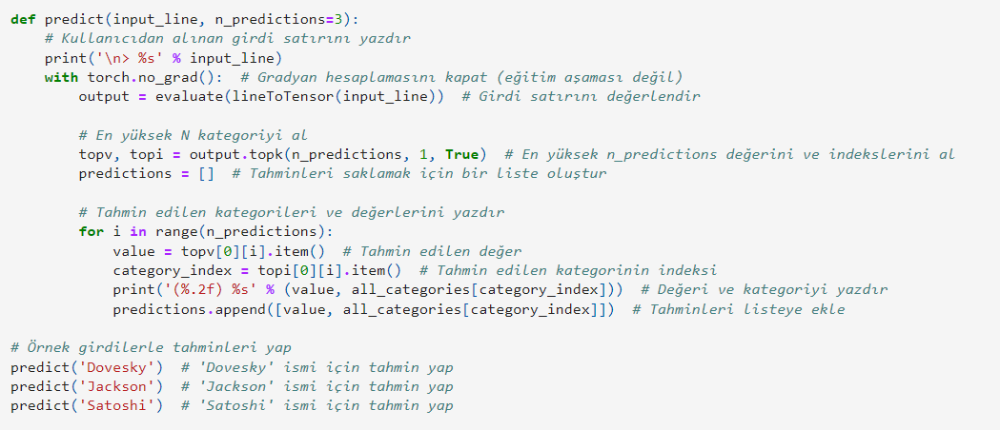 def predict(input_line, n_predictions=3):
    # Kullanıcıdan alınan girdi satırını yazdır
    print('\n> %s' % input_line)
    with torch.no_grad():  # Gradyan hesaplamasını kapat (eğitim aşaması değil)
        output = evaluate(lineToTensor(input_line))  # Girdi satırını değerlendir

        # En yüksek N kategoriyi al
        topv, topi = output.topk(n_predictions, 1, True)  # En yüksek n_predictions değerini ve indekslerini al
        predictions = []  # Tahminleri saklamak için bir liste oluştur

        # Tahmin edilen kategorileri ve değerlerini yazdır
        for i in range(n_predictions):
            value = topv[0][i].item()  # Tahmin edilen değer
            category_index = topi[0][i].item()  # Tahmin edilen kategorinin indeksi
            print('(%.2f) %s' % (value, all_categories[category_index]))  # Değeri ve kategoriyi yazdır
            predictions.append([value, all_categories[category_index]])  # Tahminleri listeye ekle

# Örnek girdilerle tahminleri yap
predict('Dovesky')  # 'Dovesky' ismi için tahmin yap
predict('Jackson')  # 'Jackson' ismi için tahmin yap
predict('Satoshi')  # 'Satoshi' ismi için tahmin yap